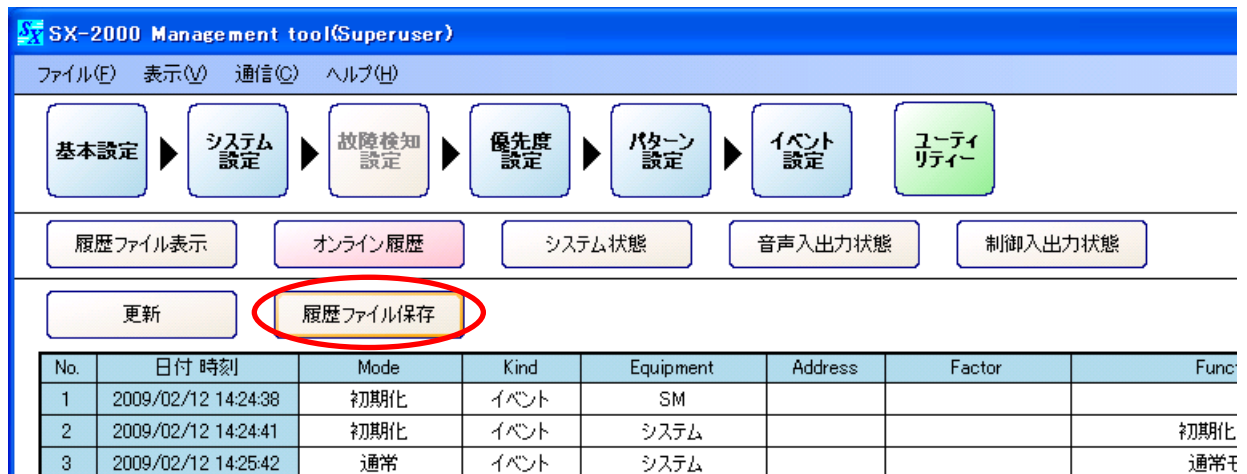 SX-2000 Management tool(Superuser)
ファイル(F) 表示(V) 通信(C) ヘルプ(H)
基本設定 システム設定 故障検知設定 優先度設定 パターン設定 イベント設定 ユーティリティー
履歴ファイル表示 オンライン履歴 システム状態 音声入出力状態 制御入出力状態
更新 履歴ファイル保存
No. 日付 時刻 Mode Kind Equipment Address Factor Func
1 2009/02/12 14:24:38 初期化 イベント SM
2 2009/02/12 14:24:41 初期化 イベント システム 初期化
3 2009/02/12 14:25:42 通常 イベント システム 通常モ